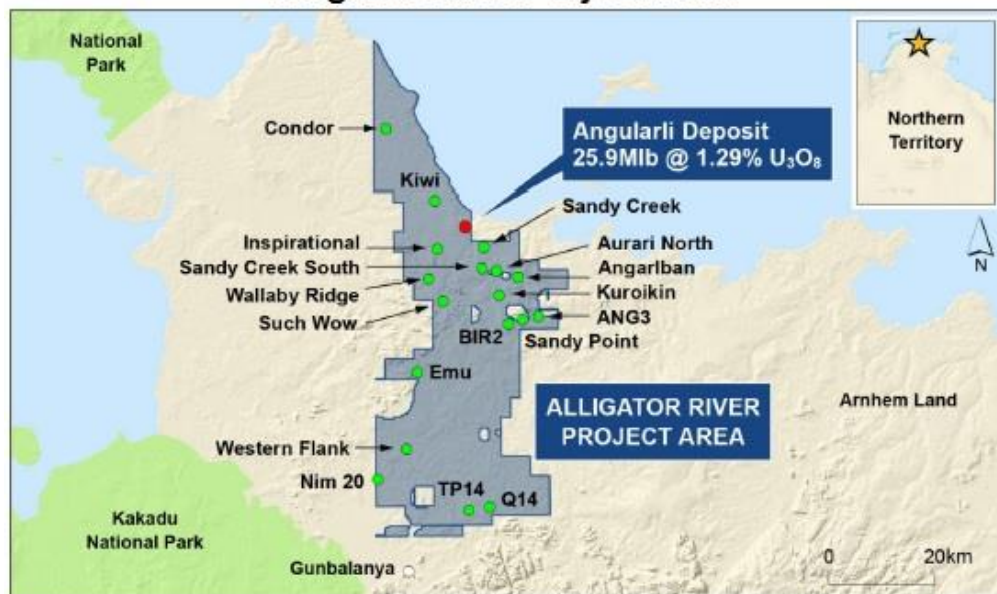 National
Park
Condor
Kiwi
Angularli Deposit
25.9Mlb @ 1.29% U₃O₈
Northern
Territory
Sandy Creek
N
Inspirational
Aurari North
Sandy Creek South
Angarlban
Wallaby Ridge
Kuroikin
Such Wow
ANG3
BIR2
Sandy Point
Emu
ALLIGATOR RIVER
PROJECT AREA
Arnhem Land
Western Flank
Nim 20
TP14
Q14
Kakadu
National Park
Gunbalanya
0 20km